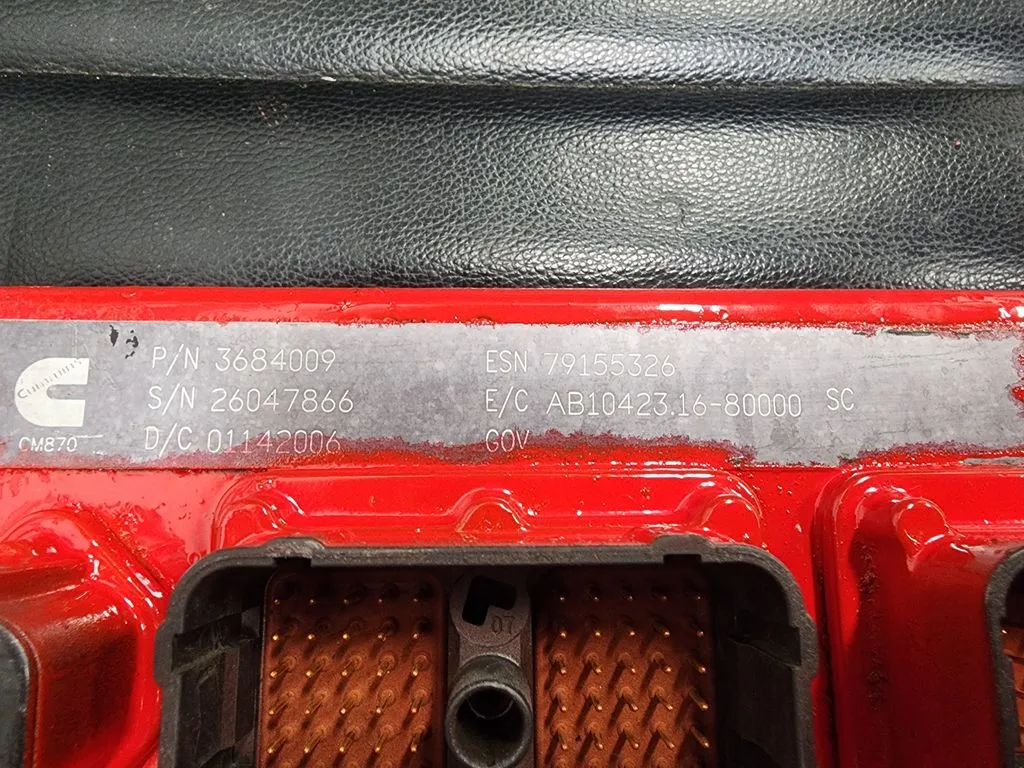 Cummins
CM870
P/N 3684009
S/N 26047866
D/C 01142006
ESN 79155326
E/C AB10423.16-80000 SC
GOV
07